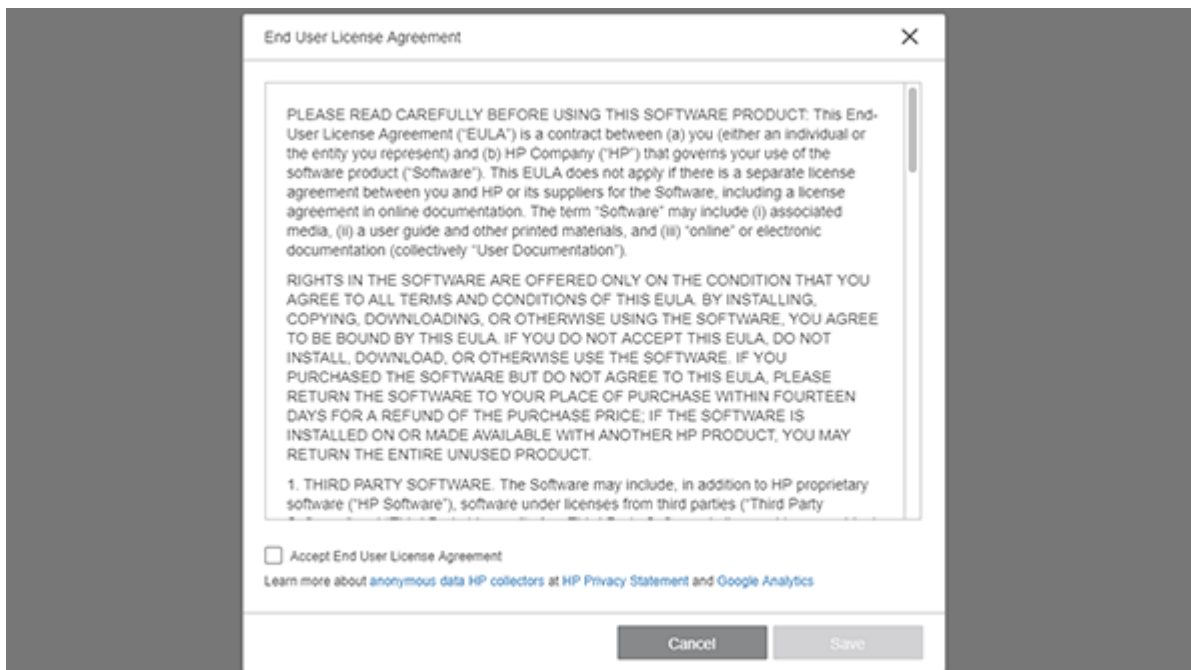 End User License Agreement
PLEASE READ CAREFULLY BEFORE USING THIS SOFTWARE PRODUCT: This End-
User License Agreement (“EULA”) is a contract between (a) you (either an individual or
the entity you represent) and (b) HP Company (“HP”) that governs your use of the
software product (“Software”). This EULA does not apply if there is a separate license
agreement between you and HP or its suppliers for the Software, including a license
agreement in online documentation. The term “Software” may include (i) associated
media, (ii) a user guide and other printed materials, and (iii) “online” or electronic
documentation (collectively “User Documentation”).
RIGHTS IN THE SOFTWARE ARE OFFERED ONLY ON THE CONDITION THAT YOU
AGREE TO ALL TERMS AND CONDITIONS OF THIS EULA. BY INSTALLING,
COPYING, DOWNLOADING, OR OTHERWISE USING THE SOFTWARE, YOU AGREE
TO BE BOUND BY THIS EULA. IF YOU DO NOT ACCEPT THIS EULA, DO NOT
INSTALL, DOWNLOAD, OR OTHERWISE USE THE SOFTWARE. IF YOU
PURCHASED THE SOFTWARE BUT DO NOT AGREE TO THIS EULA, PLEASE
RETURN THE SOFTWARE TO YOUR PLACE OF PURCHASE WITHIN FOURTEEN
DAYS FOR A REFUND OF THE PURCHASE PRICE; IF THE SOFTWARE IS
INSTALLED ON OR MADE AVAILABLE WITH ANOTHER HP PRODUCT, YOU MAY
RETURN THE ENTIRE UNUSED PRODUCT.
1. THIRD PARTY SOFTWARE. The Software may include, in addition to HP proprietary
software (“HP Software”), software under licenses from third parties (“Third Party
Accept End User License Agreement
Learn more about anonymous data HP collectors at HP Privacy Statement and Google Analytics
Cancel
Save